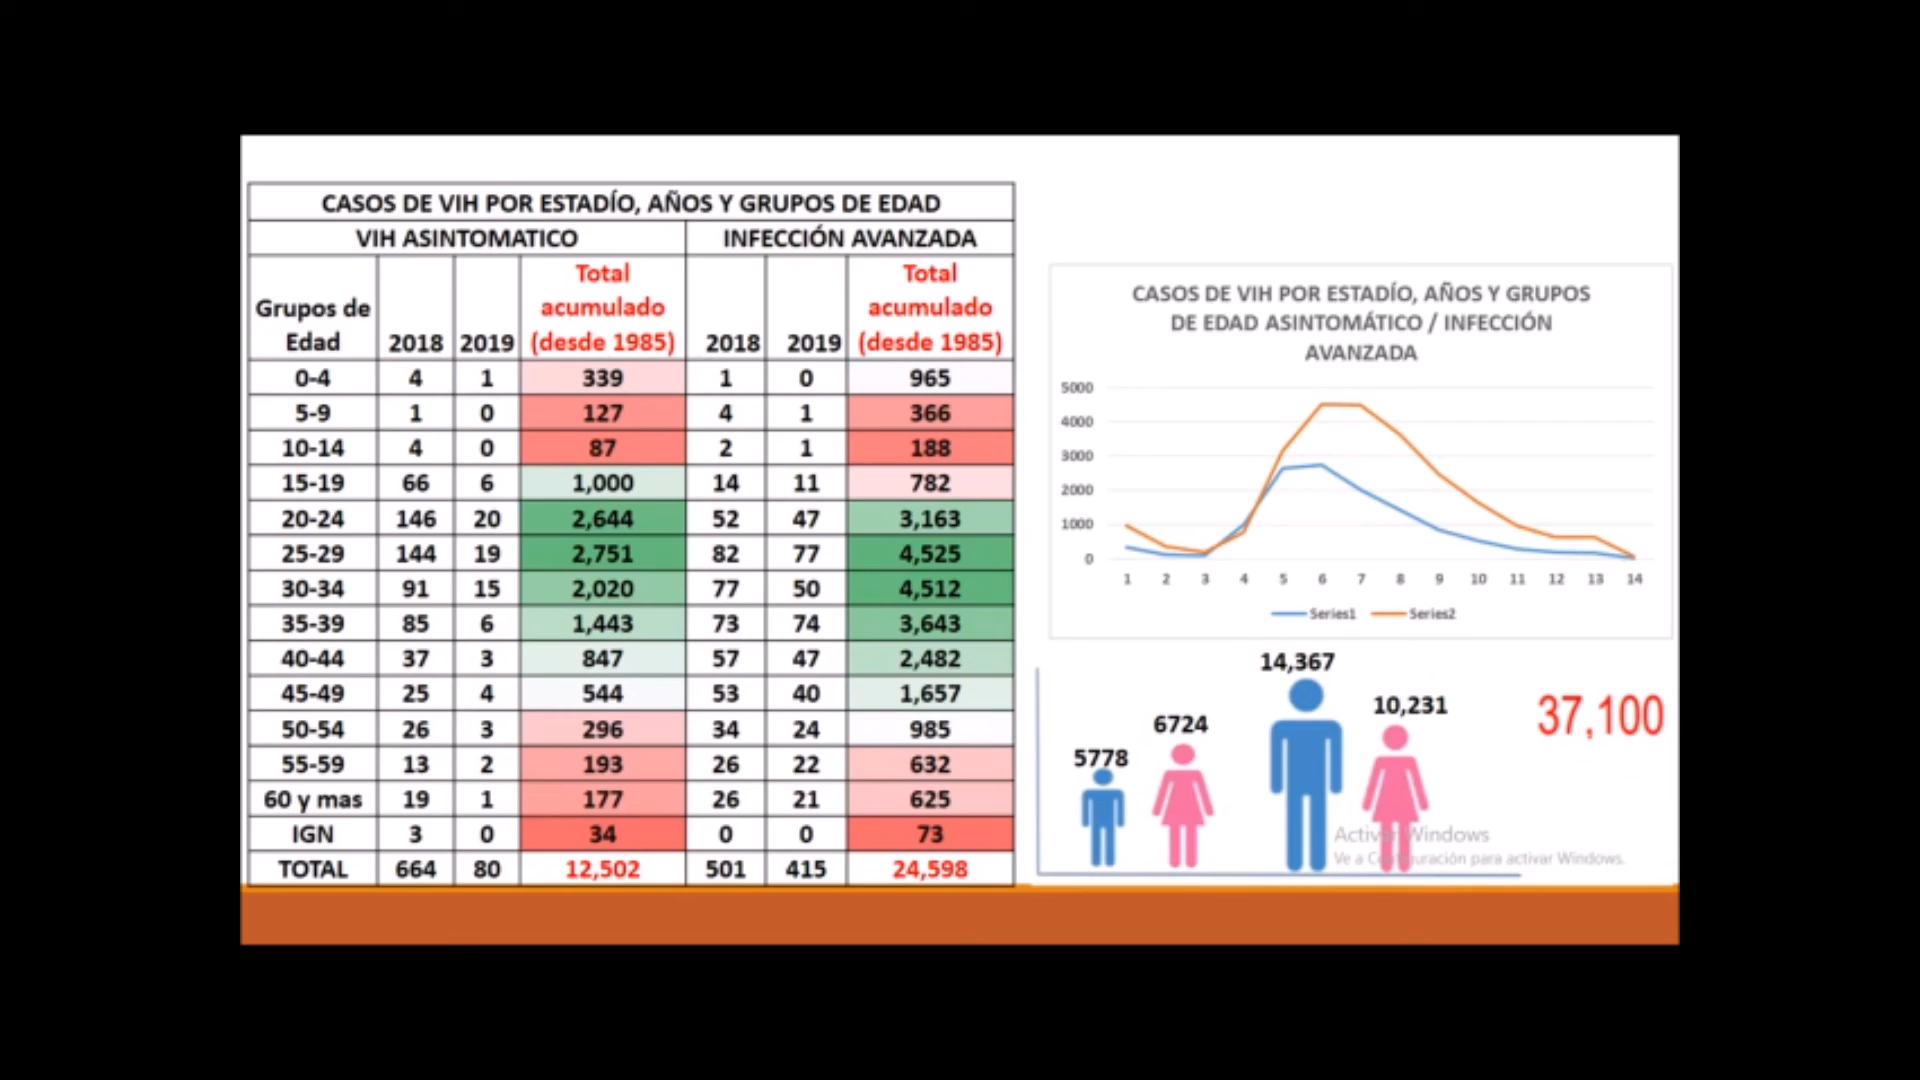 CASOS DE VIH POR ESTADÍO, AÑOS Y GRUPOS DE EDAD
VIH ASINTOMATICO INFECCIÓN AVANZADA
Grupos de Edad 2018 2019 Total acumulado (desde 1985) 2018 2019 Total acumulado (desde 1985)
0-4 4 1 339 1 0 965
5-9 1 0 127 4 1 366
10-14 4 0 87 2 1 188
15-19 66 6 1,000 14 11 782
20-24 146 20 2,644 52 47 3,163
25-29 144 19 2,751 82 77 4,525
30-34 91 15 2,020 77 50 4,512
35-39 85 6 1,443 73 74 3,643
40-44 37 3 847 57 47 2,482
45-49 25 4 544 53 40 1,657
50-54 26 3 296 34 24 985
55-59 13 2 193 26 22 632
60 y mas 19 1 177 26 21 625
IGN 3 0 34 0 0 73
TOTAL 664 80 12,502 501 415 24,598
CASOS DE VIH POR ESTADÍO, AÑOS Y GRUPOS
DE EDAD ASINTOMÁTICO / INFECCIÓN
AVANZADA
5000
4000
3000
2000
1000
0
1 2 3 4 5 6 7 8 9 10 11 12 13 14
Series1 Series2
14,367
10,231
37,100
6724
5778
Activar Windows
Ve a Configuración para activar Windows.